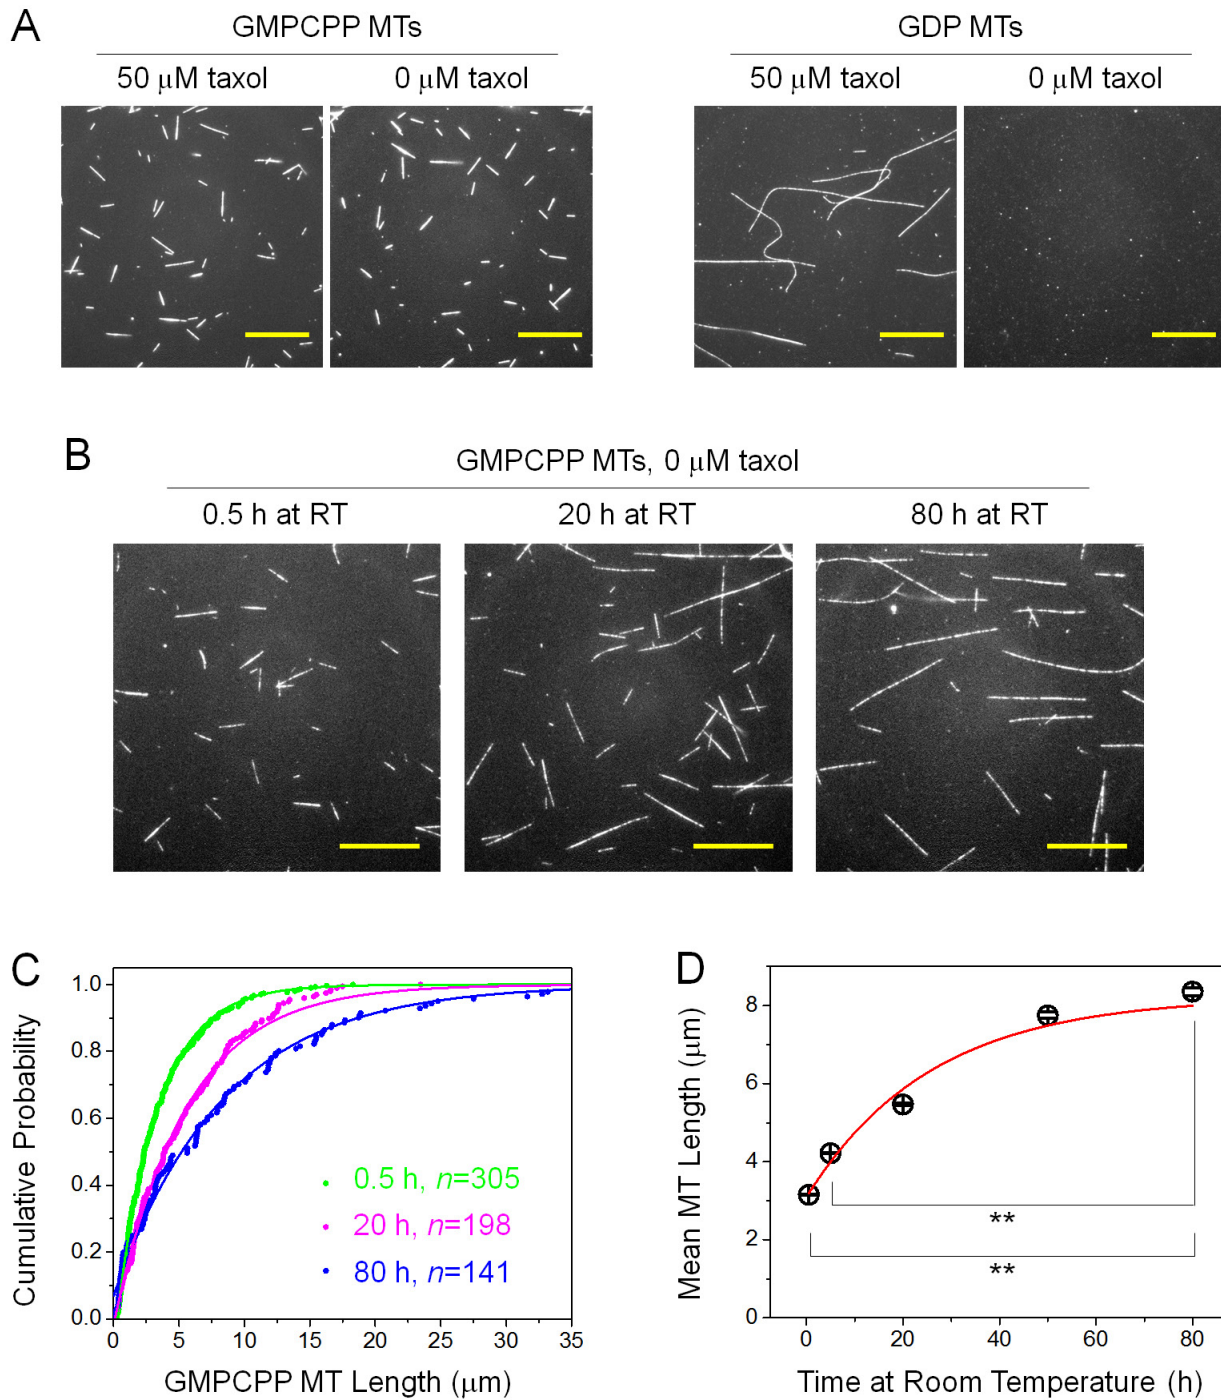 A
GMPCPP MTs
GDP MTs
50 μM taxol
0 μM taxol
50 μM taxol
0 μM taxol
B
GMPCPP MTs, 0 μM taxol
0.5 h at RT
20 h at RT
80 h at RT
C
Cumulative Probability
1.0
0.8
0.6
0.4
0.2
0.0
0.5 h, n=305
20 h, n=198
80 h, n=141
0
5
10
15
20
25
30
35
GMPCPP MT Length (μm)
D
Mean MT Length (μm)
8
6
4
2
0
**
**
0
20
40
60
80
Time at Room Temperature (h)